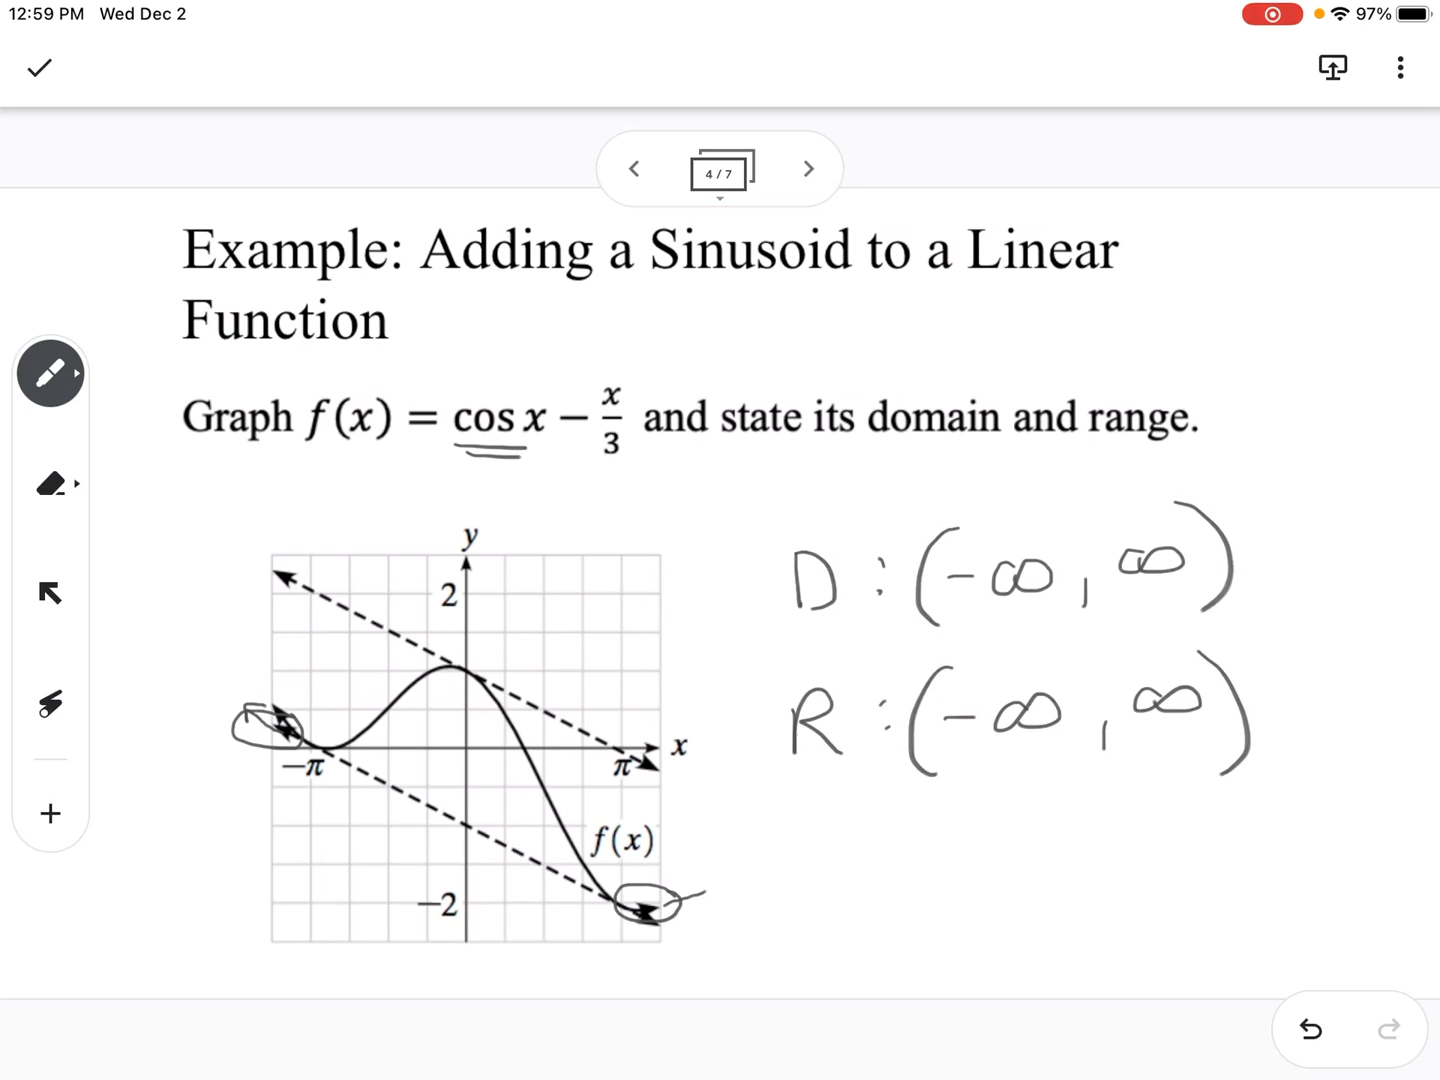 12:59 PM Wed Dec 2
97%
4 / 7
Example: Adding a Sinusoid to a Linear
Function
Graph f(x) = cos x − x/3 and state its domain and range.
y
2
D : (-∞, ∞)
R : (-∞, ∞)
x
−π
π
f(x)
−2